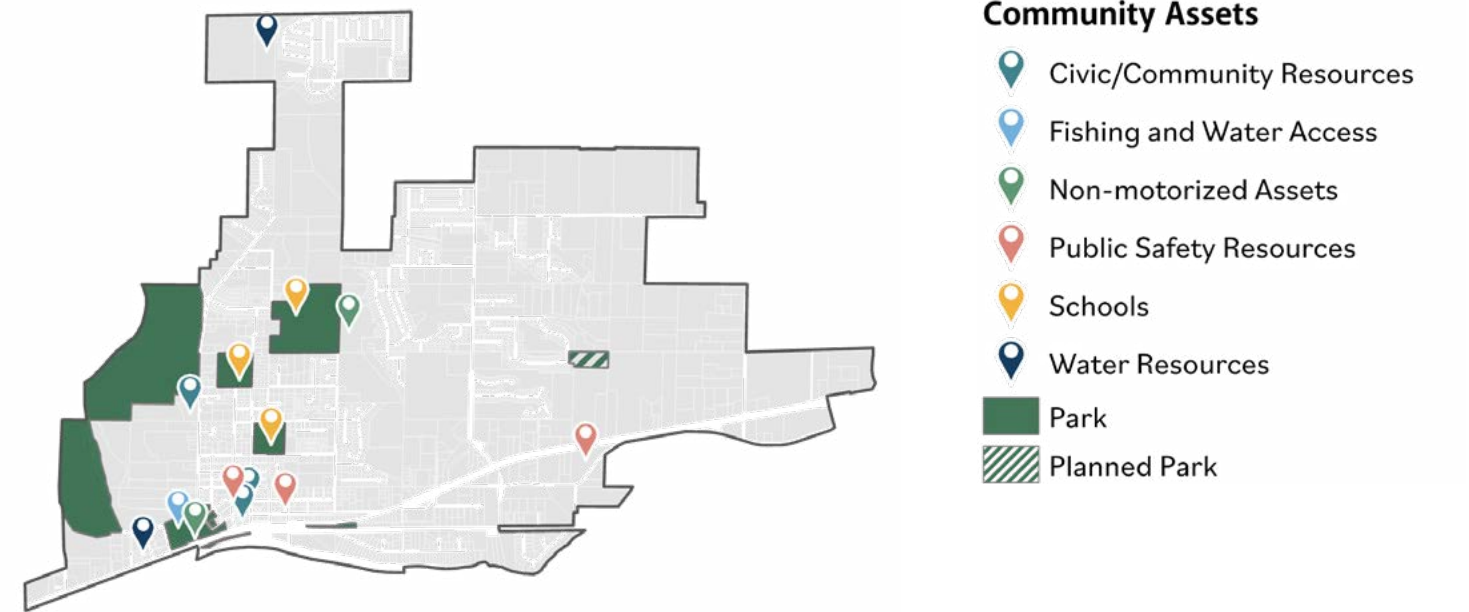 Community Assets
Civic/Community Resources
Fishing and Water Access
Non-motorized Assets
Public Safety Resources
Schools
Water Resources
Park
Planned Park